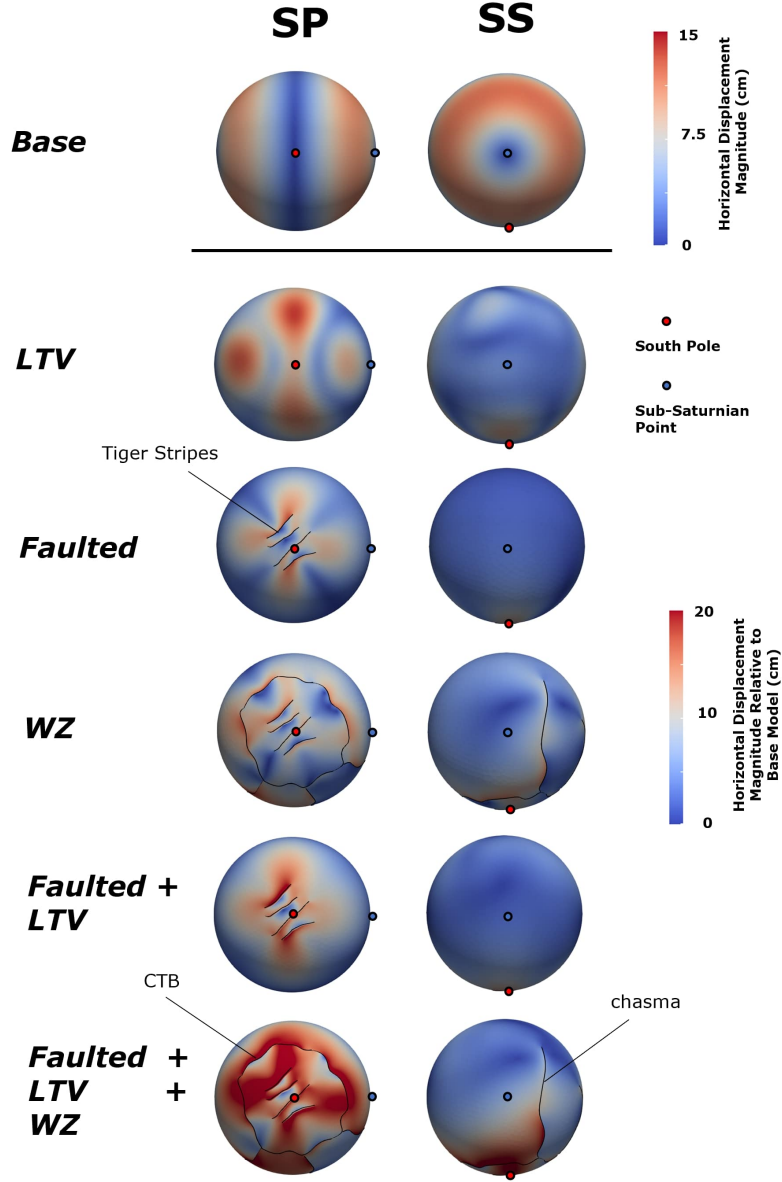 SP
SS
Base
15
7.5
0
Horizontal Displacement
Magnitude (cm)
LTV
South Pole
Sub-Saturnian
Point
Tiger Stripes
Faulted
WZ
20
10
0
Horizontal Displacement
Magnitude Relative to
Base Model (cm)
Faulted +
LTV
CTB
chasma
Faulted +
LTV +
WZ